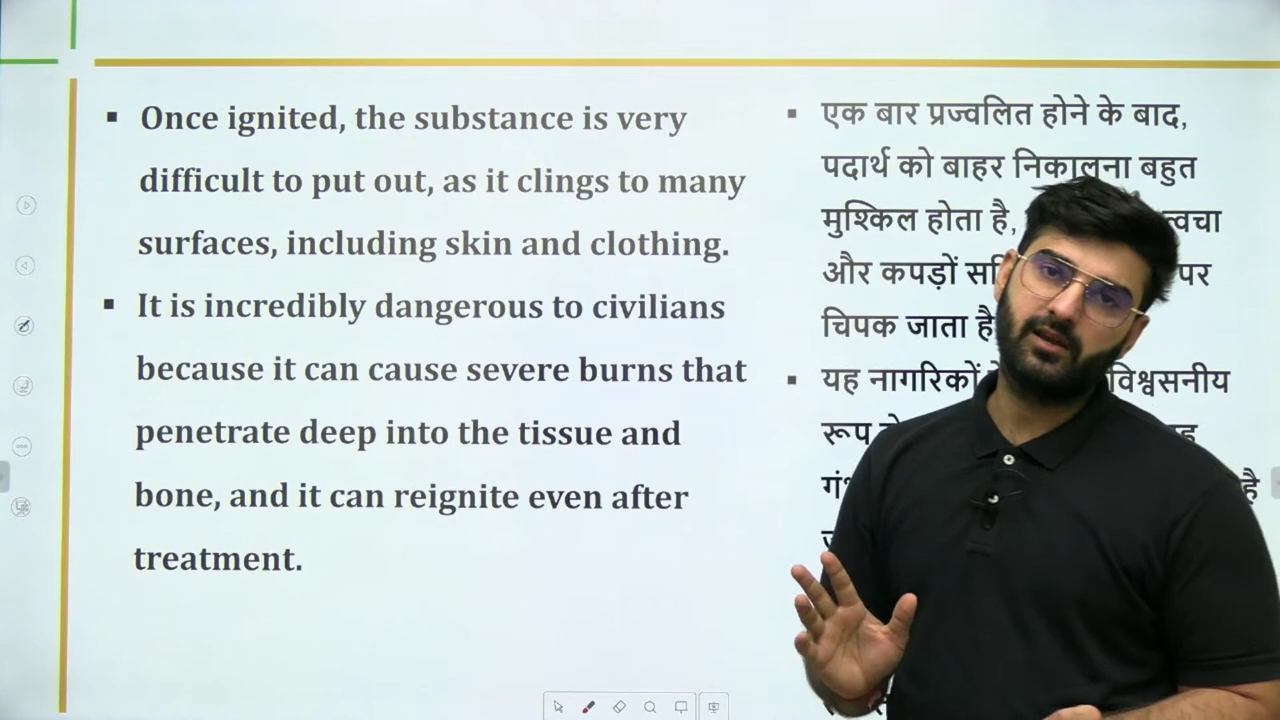 Once ignited, the substance is very
difficult to put out, as it clings to many
surfaces, including skin and clothing.
It is incredibly dangerous to civilians
because it can cause severe burns that
penetrate deep into the tissue and
bone, and it can reignite even after
treatment.
एक बार प्रज्वलित होने के बाद,
पदार्थ को बाहर निकालना बहुत
मुश्किल होता है,
और कपड़ों पर
चिपक जाता है
यह नागरिकों
रूप